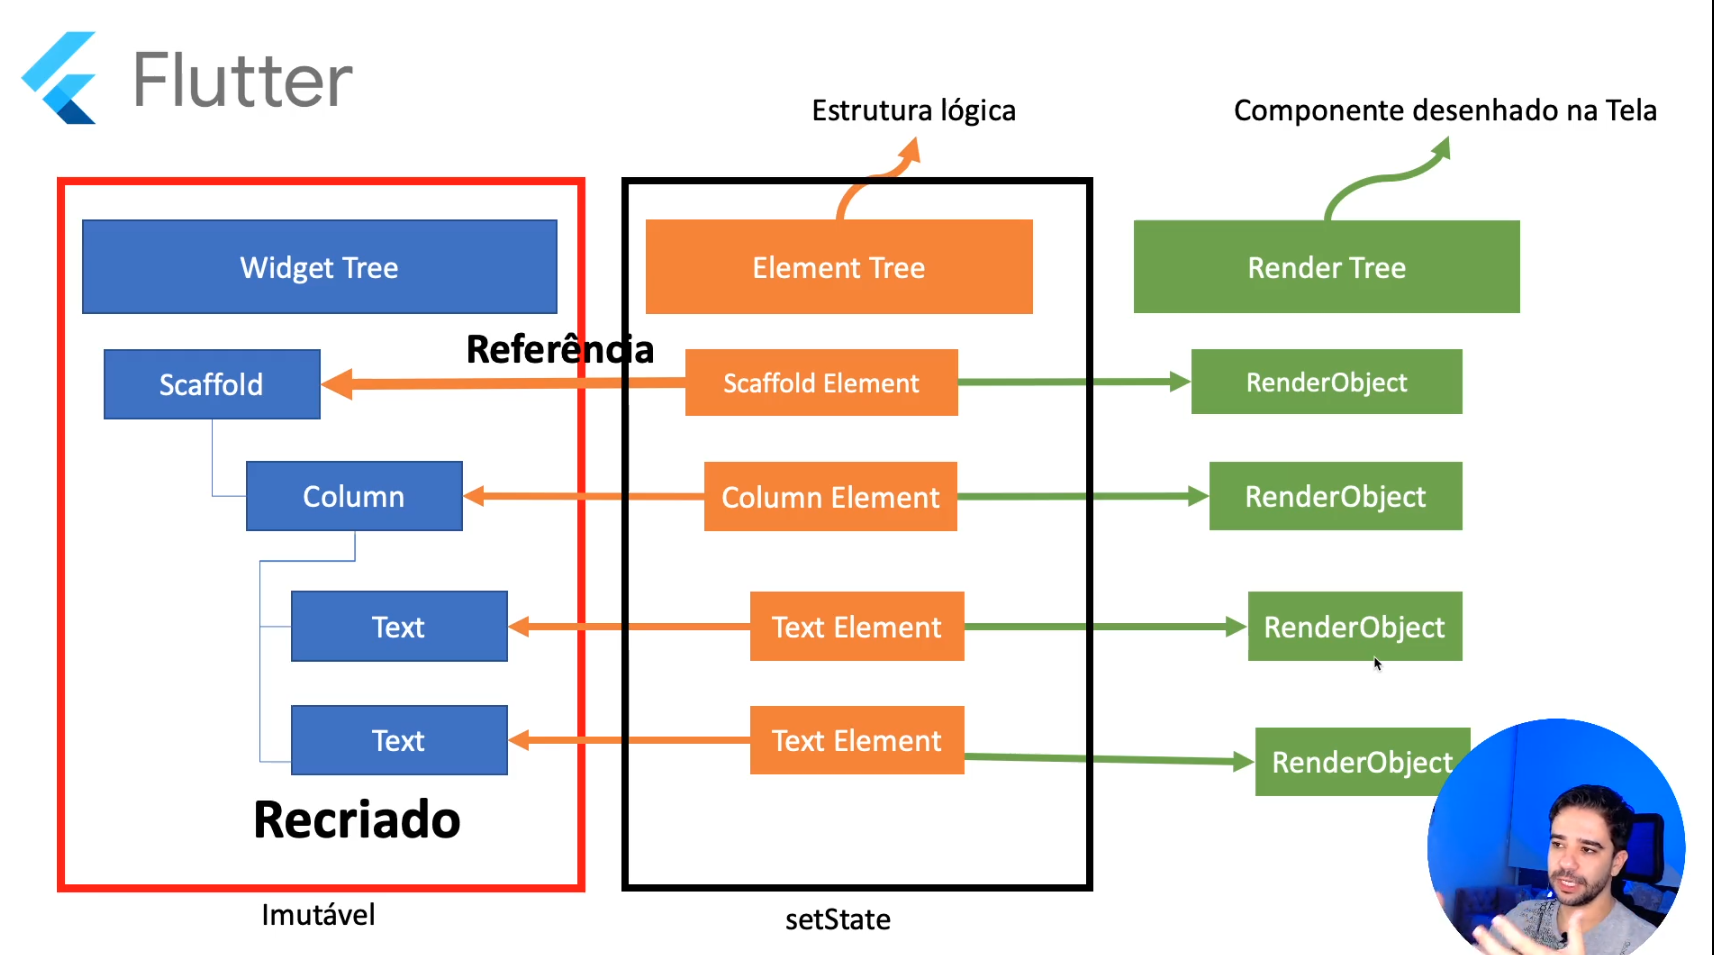 Flutter
Estrutura lógica
Componente desenhado na Tela
Widget Tree
Element Tree
Render Tree
Referência
Scaffold
Scaffold Element
RenderObject
Column
Column Element
RenderObject
Text
Text Element
RenderObject
Text
Text Element
RenderObject
Recriado
Imutável
setState